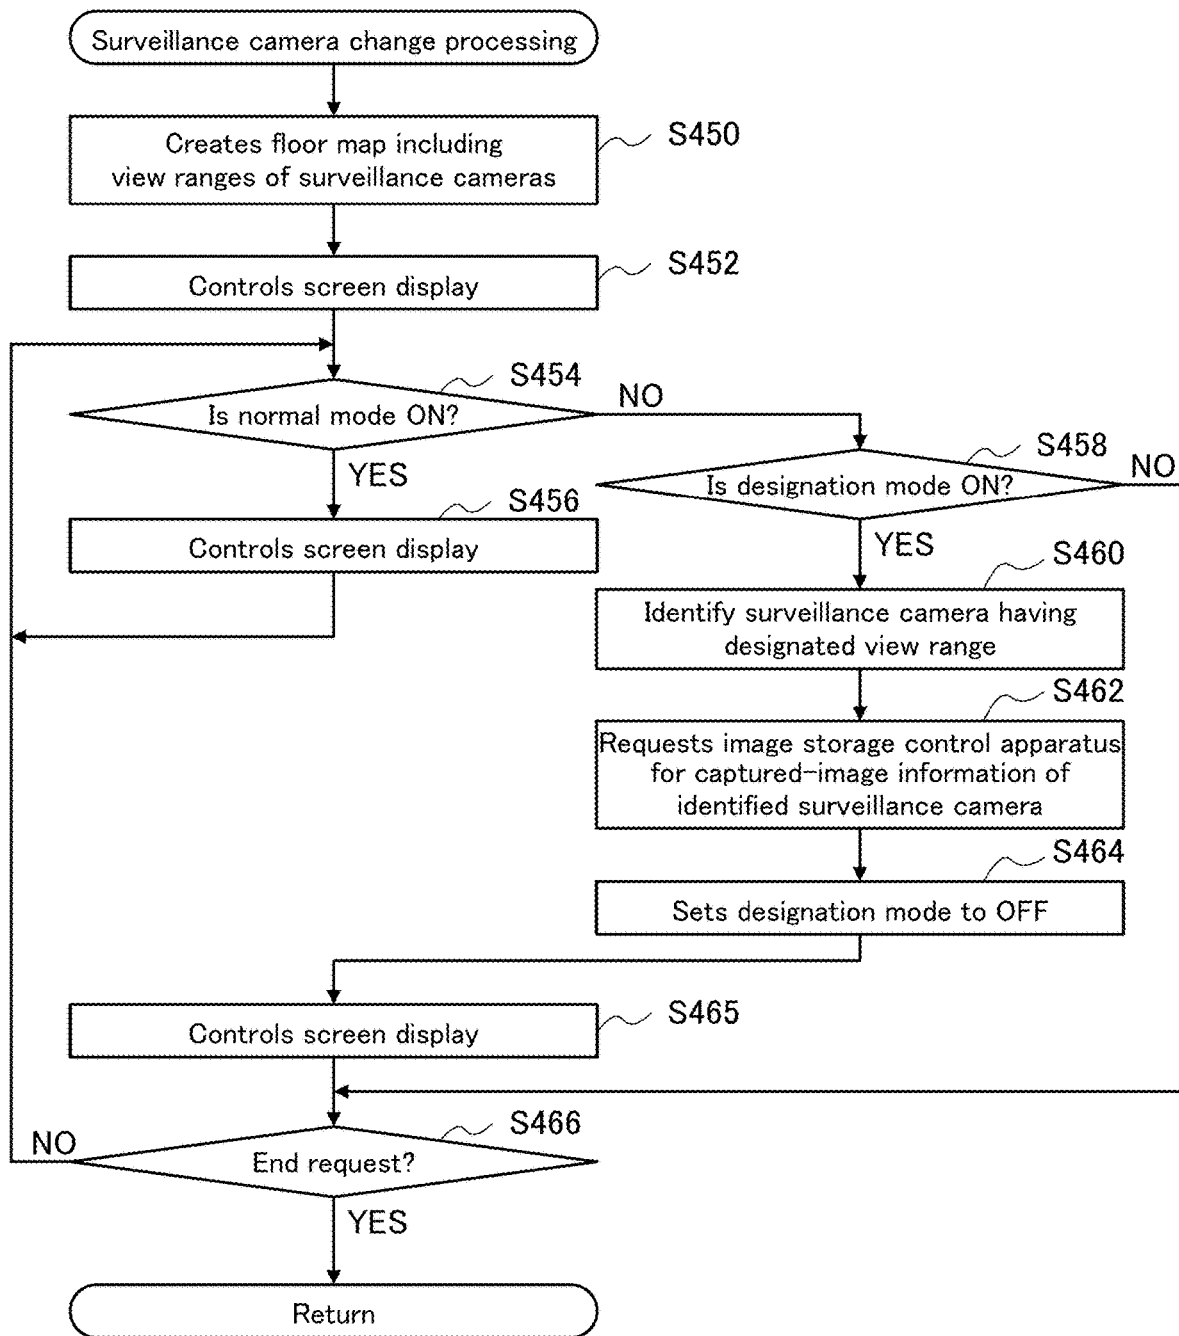 Surveillance camera change processing
S450
Creates floor map including
view ranges of surveillance cameras
S452
Controls screen display
S454
Is normal mode ON?
NO
YES
S458
Is designation mode ON?
NO
YES
S456
Controls screen display
S460
Identify surveillance camera having
designated view range
S462
Requests image storage control apparatus
for captured-image information of
identified surveillance camera
S464
Sets designation mode to OFF
S465
Controls screen display
S466
End request?
NO
YES
Return